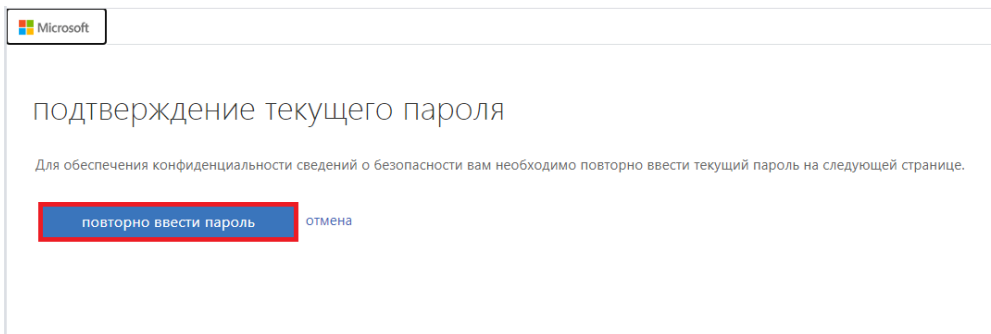 Microsoft
подтверждение текущего пароля
Для обеспечения конфиденциальности сведений о безопасности вам необходимо повторно ввести текущий пароль на следующей странице.
повторно ввести пароль отмена